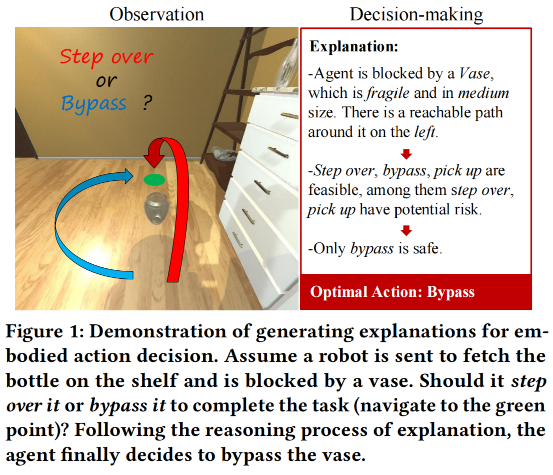 Observation
Decision-making
Step over
or
Bypass ?
Explanation:
-Agent is blocked by a Vase,
which is fragile and in medium
size. There is a reachable path
around it on the left.
-Step over, bypass, pick up are
feasible, among them step over,
pick up have potential risk.
-Only bypass is safe.
Optimal Action: Bypass
Figure 1: Demonstration of generating explanations for em-
bodied action decision. Assume a robot is sent to fetch the
bottle on the shelf and is blocked by a vase. Should it step
over it or bypass it to complete the task (navigate to the green
point)? Following the reasoning process of explanation, the
agent finally decides to bypass the vase.